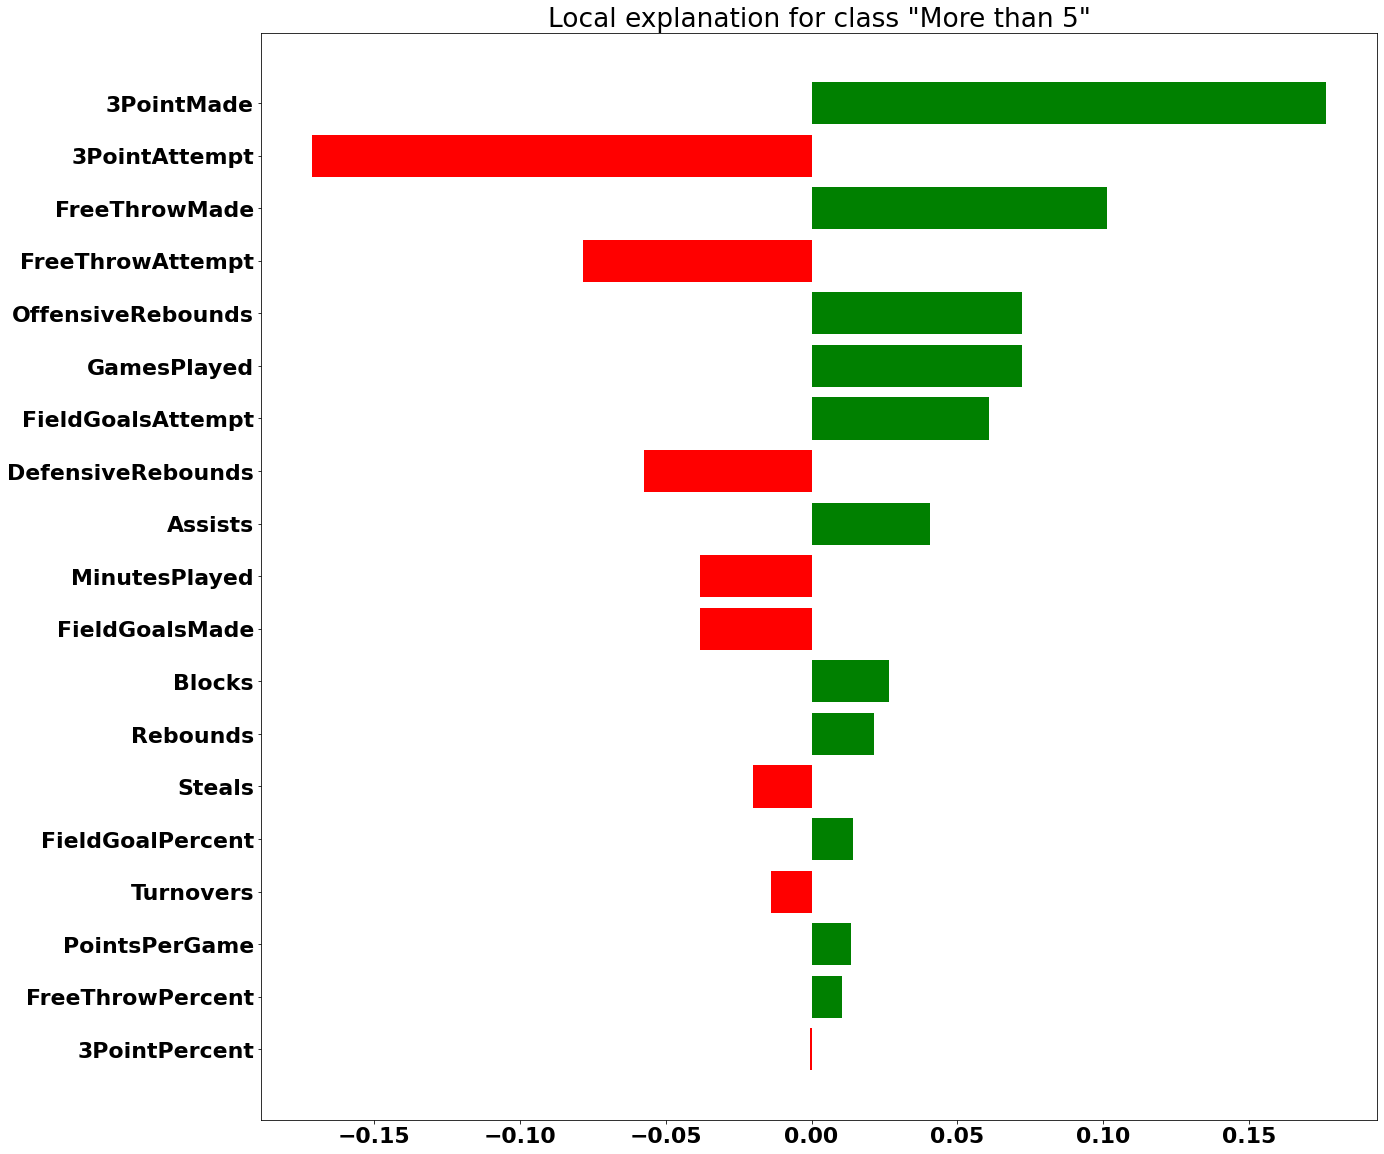 Local explanation for class "More than 5"
3PointMade
3PointAttempt
FreeThrowMade
FreeThrowAttempt
OffensiveRebounds
GamesPlayed
FieldGoalsAttempt
DefensiveRebounds
Assists
MinutesPlayed
FieldGoalsMade
Blocks
Rebounds
Steals
FieldGoalPercent
Turnovers
PointsPerGame
FreeThrowPercent
3PointPercent
−0.15 −0.10 −0.05 0.00 0.05 0.10 0.15